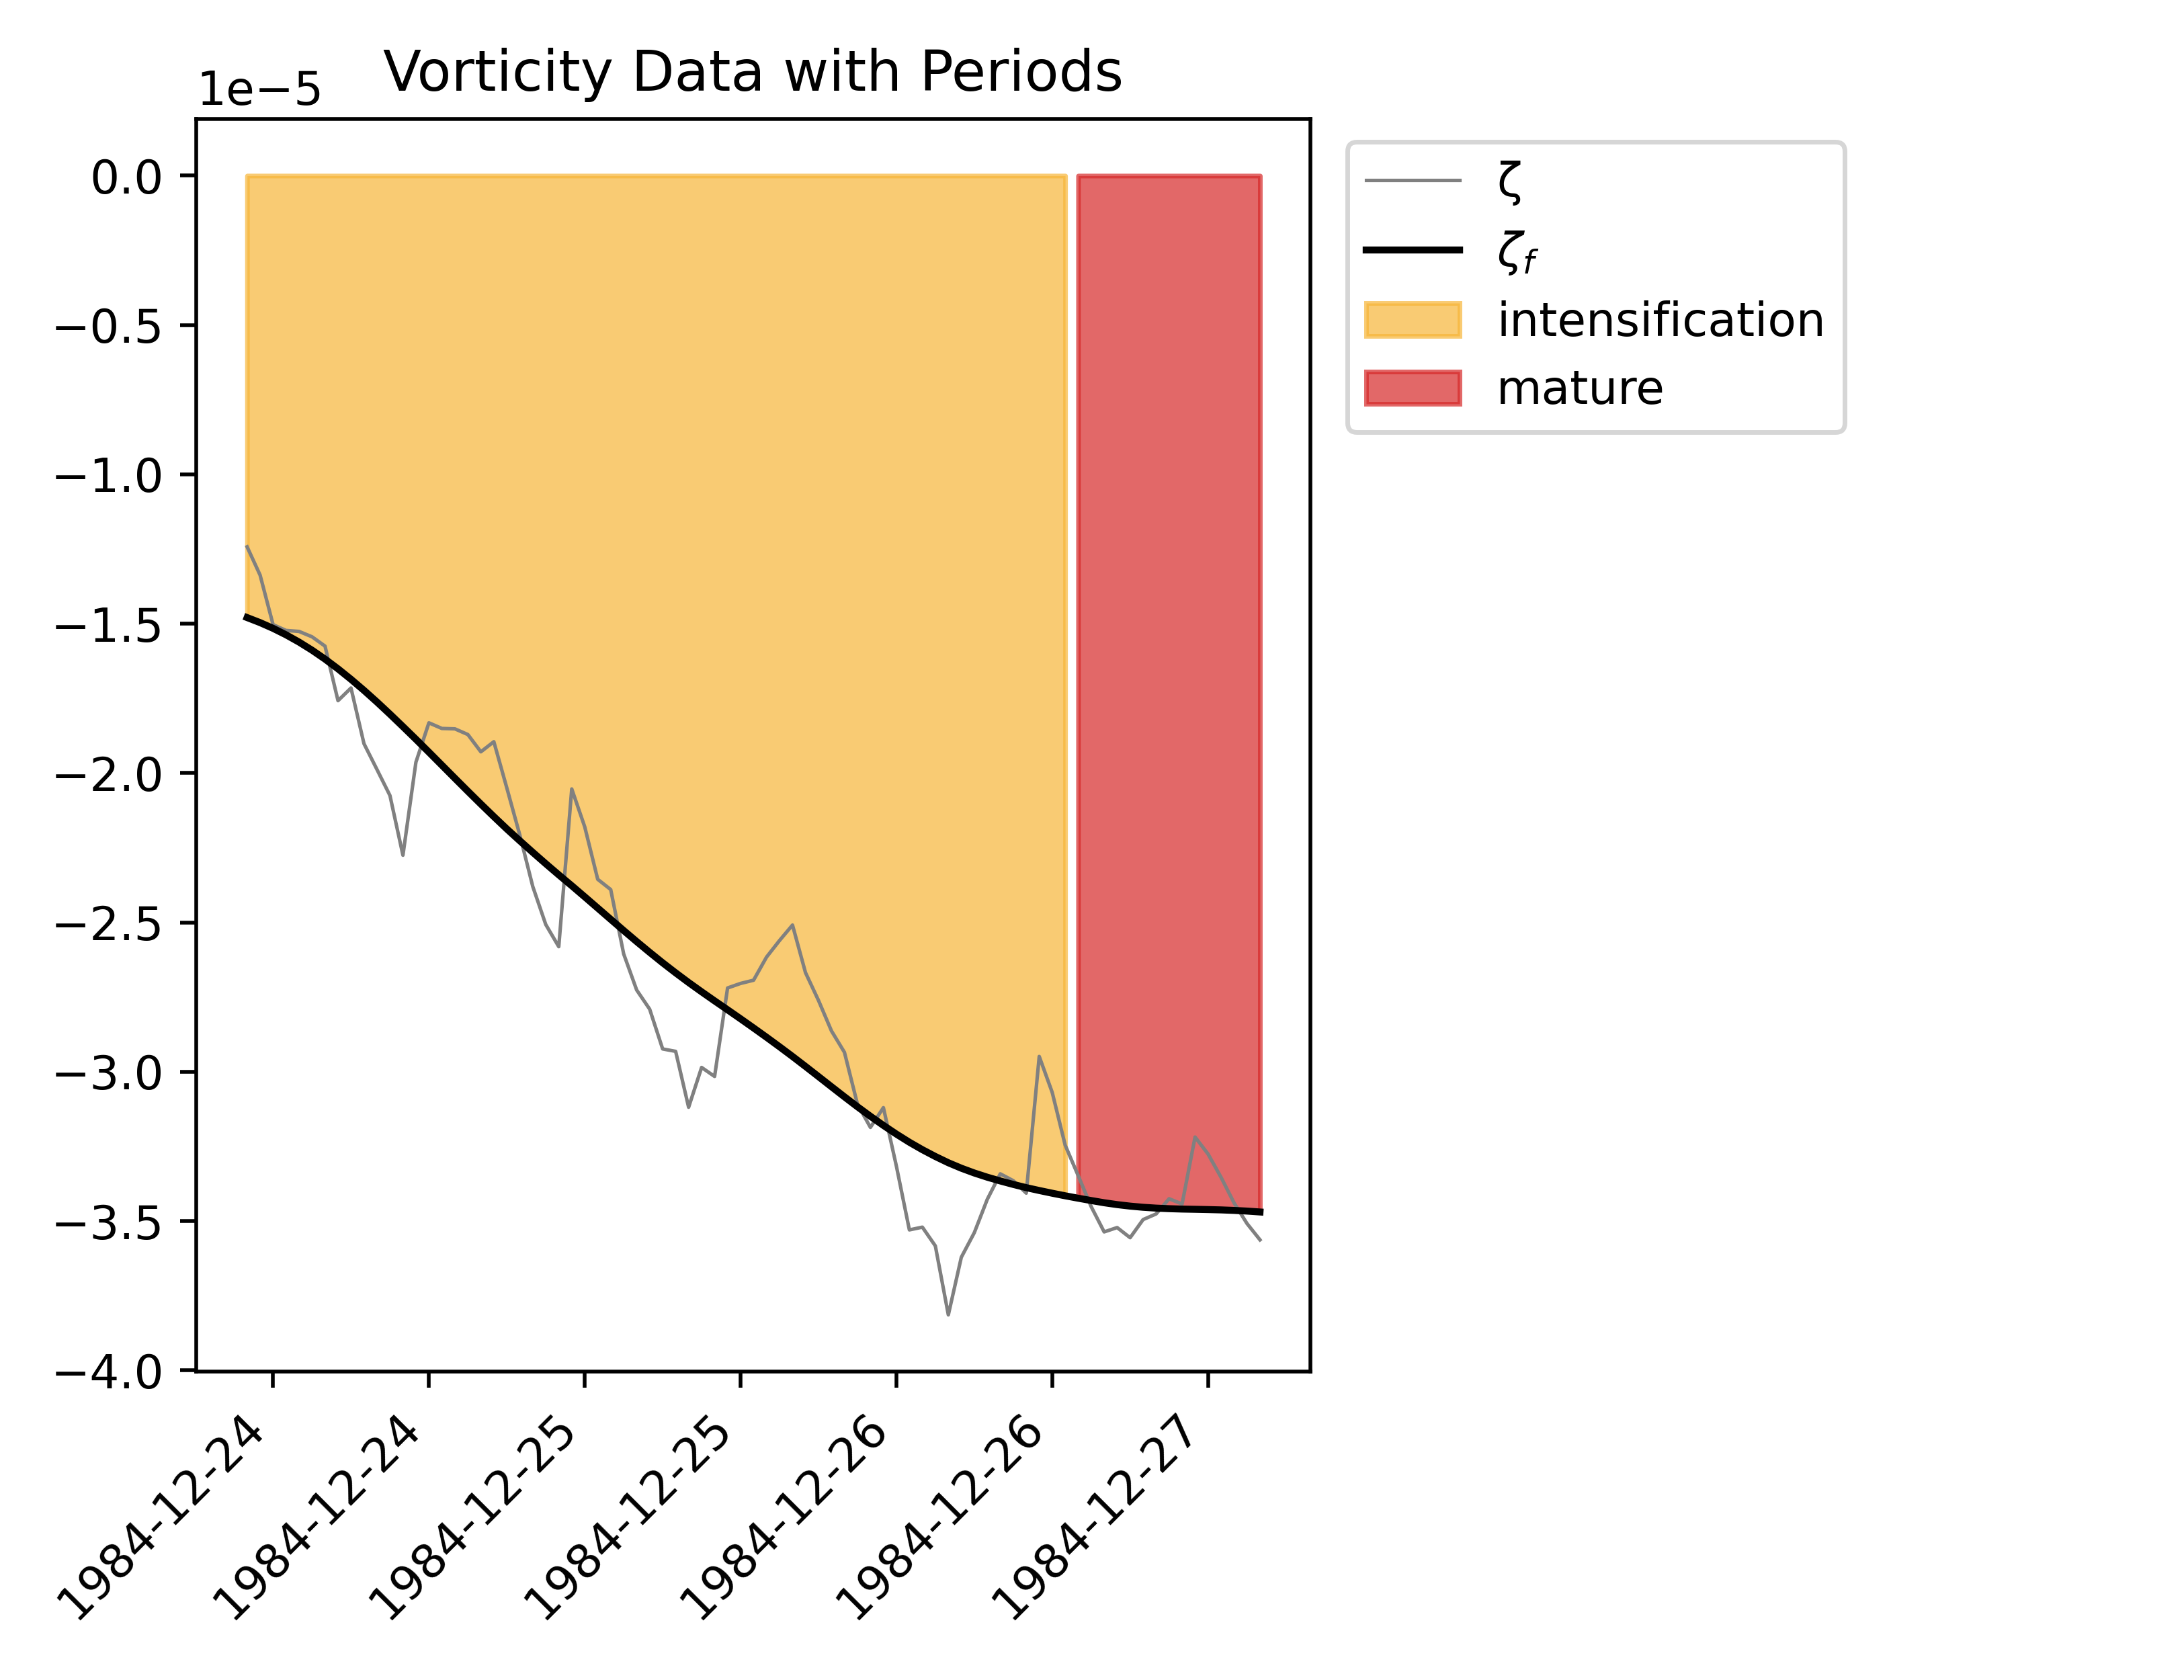 Vorticity Data with Periods
1e−5
0.0
−0.5
−1.0
−1.5
−2.0
−2.5
−3.0
−3.5
−4.0
1984-12-24
1984-12-24
1984-12-25
1984-12-25
1984-12-26
1984-12-26
1984-12-27
ζ
ζf
intensification
mature